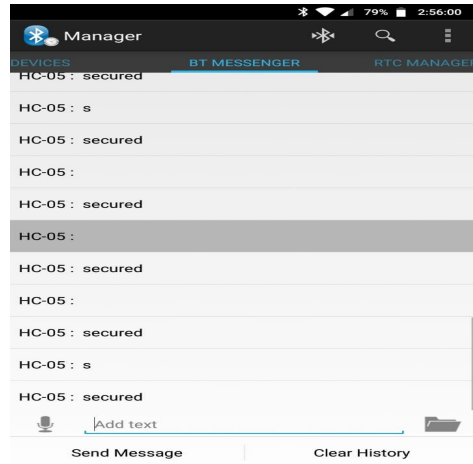 79% 2:56:00
Manager
DEVICES BT MESSENGER RTC MANAGER
HC-05 : secured
HC-05 : s
HC-05 : secured
HC-05 :
HC-05 : secured
HC-05 :
HC-05 : secured
HC-05 :
HC-05 : secured
HC-05 : s
HC-05 : secured
Add text
Send Message Clear History